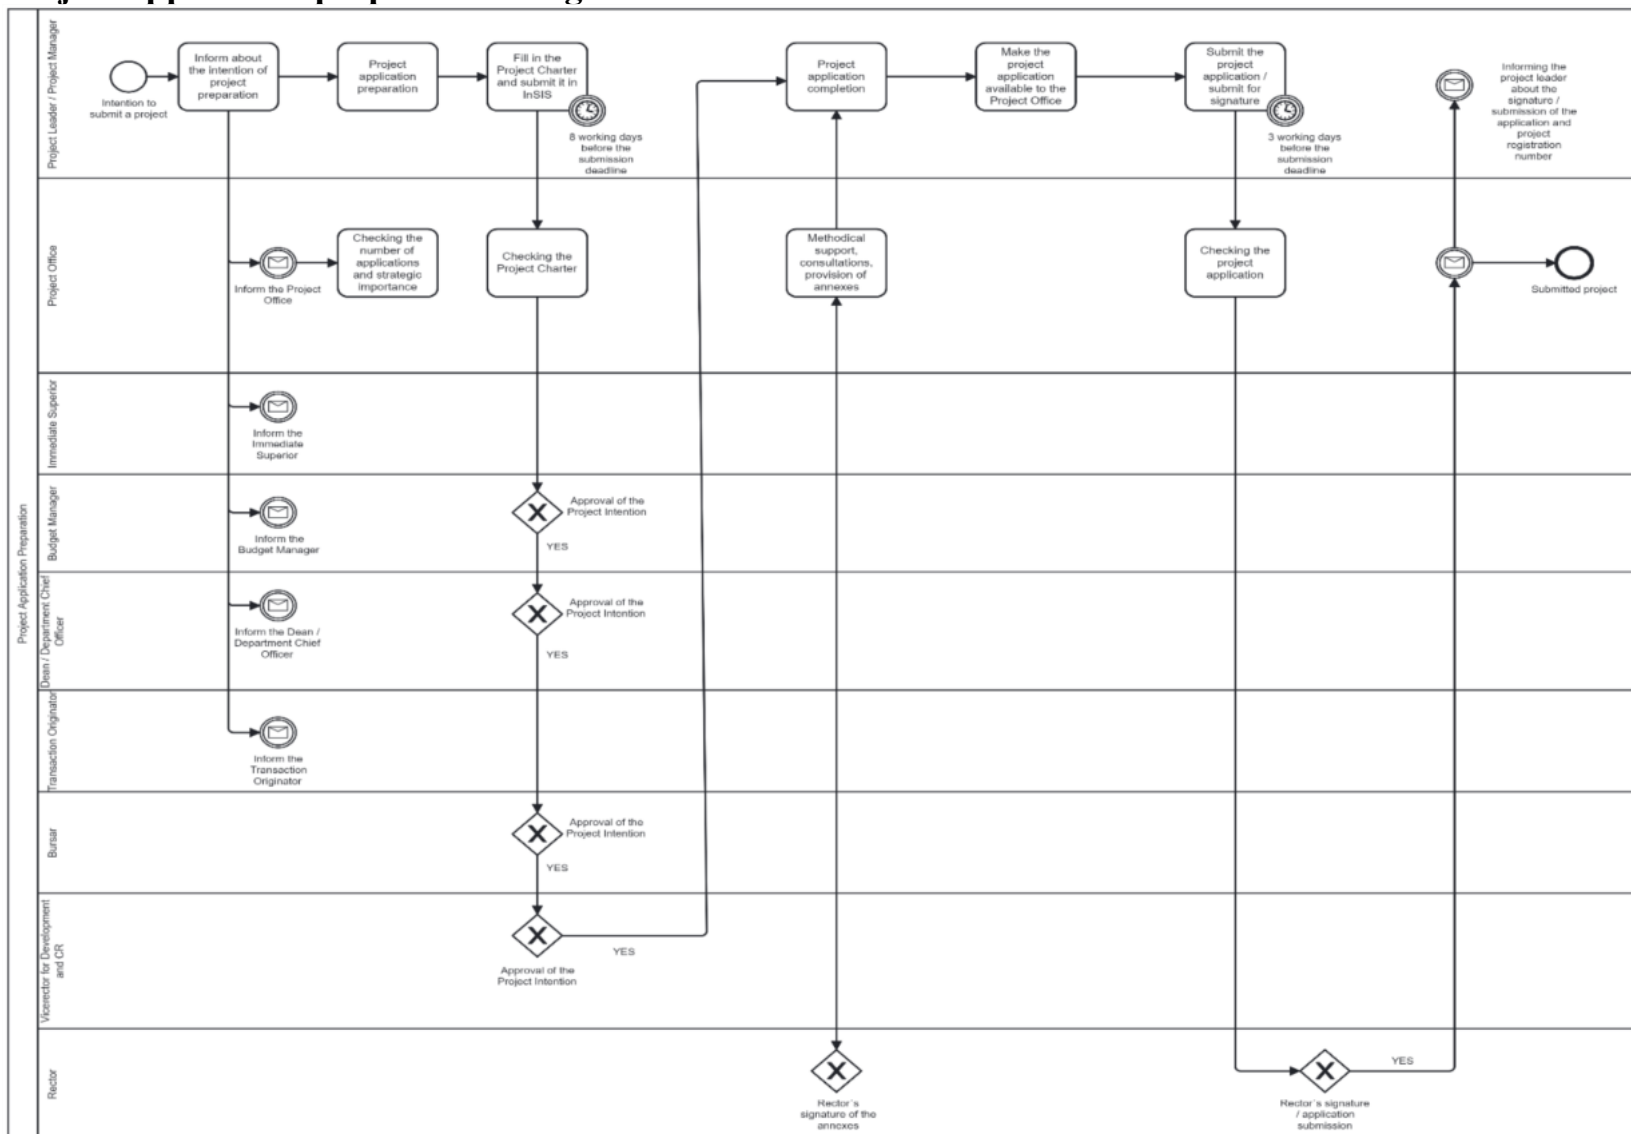 Project Application Preparation
Project Leader / Project Manager
Intention to
submit a project
Inform about
the intention of
project
preparation
Project
application
preparation
Fill in the
Project Charter
and submit it in
InSIS
8 working days
before the
submission
deadline
Project
application
completion
Make the
project
application
available to the
Project Office
Submit the
project
application /
submit for
signature
3 working days
before the
submission
deadline
Informing the
project leader
about the
signature /
submission of the
application and
project
registration
number
Project Office
Inform the Project
Office
Checking the
number of
applications
and strategic
importance
Checking the
Project Charter
Methodical
support,
consultations,
provision of
annexes
Checking the
project
application
Submitted project
Immediate Superior
Inform the
Immediate
Superior
Budget Manager
Inform the
Budget Manager
Approval of the
Project Intention
YES
Dean / Department Chief
Officer
Inform the Dean /
Department Chief
Officer
Approval of the
Project Intention
YES
Transaction Originator
Inform the
Transaction
Originator
Bursar
Approval of the
Project Intention
YES
Vicerector for Development
and CR
Approval of the
Project Intention
YES
Rector
Rector´s
signature of the
annexes
Rector´s signature
/ application
submission
YES